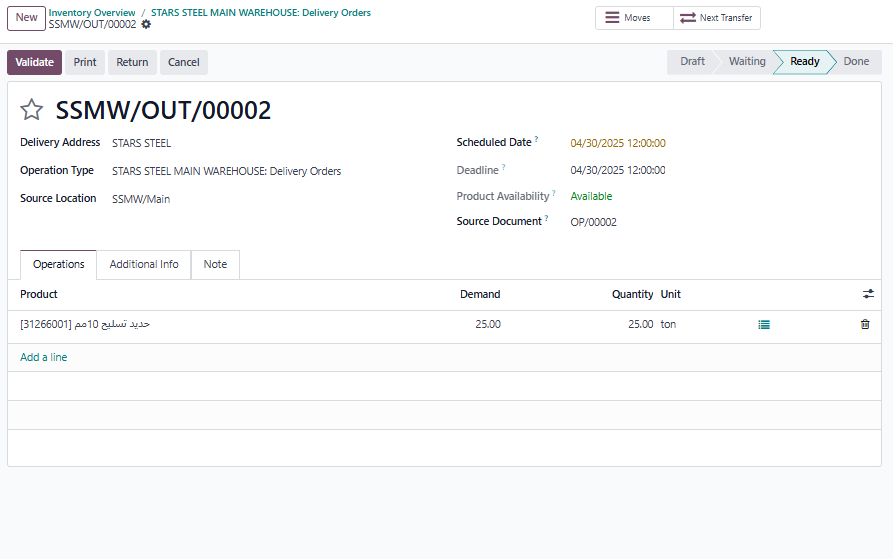 New
Inventory Overview / STARS STEEL MAIN WAREHOUSE: Delivery Orders
SSMW/OUT/00002
Moves
Next Transfer
Validate Print Return Cancel
Draft Waiting Ready Done
SSMW/OUT/00002
Delivery Address STARS STEEL
Scheduled Date ? 04/30/2025 12:00:00
Operation Type STARS STEEL MAIN WAREHOUSE: Delivery Orders
Deadline ? 04/30/2025 12:00:00
Source Location SSMW/Main
Product Availability ? Available
Source Document ? OP/00002
Operations Additional Info Note
Product Demand Quantity Unit
[31266001] حديد تسليح 10مم 25.00 25.00 ton
Add a line